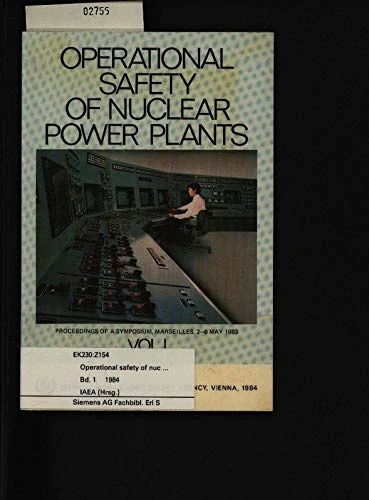 02755
OPERATIONAL
SAFETY
OF NUCLEAR
POWER PLANTS
PROCEEDINGS OF A SYMPOSIUM, MARSEILLES, 2–6 MAY 1983
VOL.I
EK230:Z154
Operational safety of nuc ...
Bd. 1 1984
IAEA (Hrsg.)
Siemens AG Fachbibl. Erl S
NCY, VIENNA, 1984